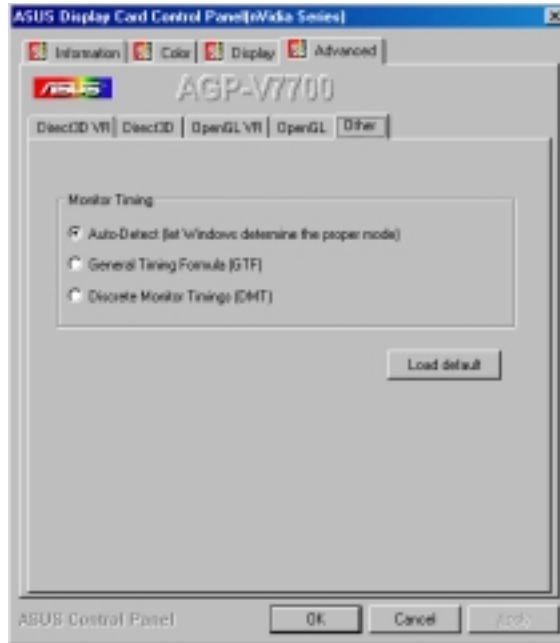 ASUS Display Card Control Panel(nVidia Series)
Information Color Display Advanced
ASUS AGP-V7700
Direct3D VR Direct3D OpenGL VR OpenGL Other
Monitor Timing
Auto-Detect (let Windows determine the proper mode)
General Timing Formula (GTF)
Discrete Monitor Timings (DMT)
Load default
ASUS Control Panel OK Cancel Apply